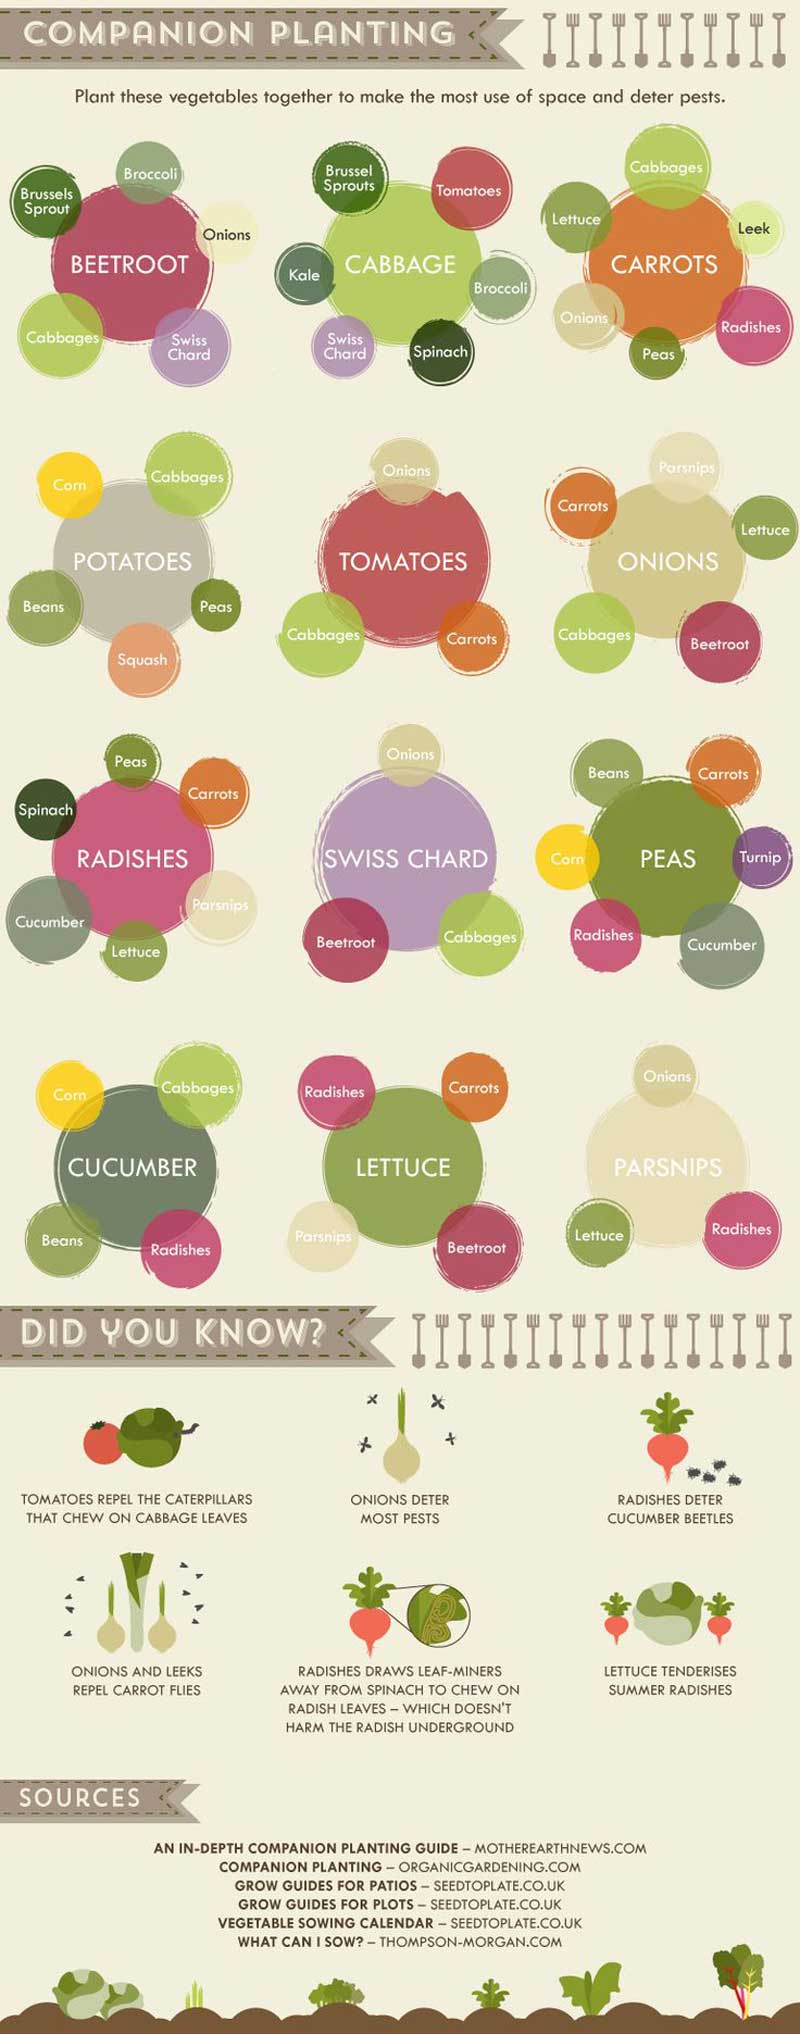 COMPANION PLANTING
Plant these vegetables together to make the most use of space and deter pests.
Brussels
Sprout
Broccoli
Onions
BEETROOT
Cabbages
Swiss
Chard
Brussel
Sprouts
Tomatoes
Kale
CABBAGE
Broccoli
Swiss
Chard
Spinach
Cabbages
Lettuce
Leek
CARROTS
Onions
Radishes
Peas
Corn
Cabbages
POTATOES
Beans
Peas
Squash
Onions
TOMATOES
Cabbages
Carrots
Parsnips
Carrots
Lettuce
ONIONS
Cabbages
Beetroot
Peas
Carrots
Spinach
RADISHES
Cucumber
Parsnips
Lettuce
Onions
SWISS CHARD
Beetroot
Cabbages
Beans
Carrots
Corn
PEAS
Turnip
Radishes
Cucumber
Corn
Cabbages
CUCUMBER
Beans
Radishes
Radishes
Carrots
LETTUCE
Parsnips
Beetroot
Onions
PARSNIPS
Lettuce
Radishes
DID YOU KNOW?
TOMATOES REPEL THE CATERPILLARS
THAT CHEW ON CABBAGE LEAVES
ONIONS DETER
MOST PESTS
RADISHES DETER
CUCUMBER BEETLES
ONIONS AND LEEKS
REPEL CARROT FLIES
RADISHES DRAWS LEAF-MINERS
AWAY FROM SPINACH TO CHEW ON
RADISH LEAVES – WHICH DOESN'T
HARM THE RADISH UNDERGROUND
LETTUCE TENDERISES
SUMMER RADISHES
SOURCES
AN IN-DEPTH COMPANION PLANTING GUIDE – MOTHEREARTHNEWS.COM
COMPANION PLANTING – ORGANICGARDENING.COM
GROW GUIDES FOR PATIOS – SEEDTOPLATE.CO.UK
GROW GUIDES FOR PLOTS – SEEDTOPLATE.CO.UK
VEGETABLE SOWING CALENDAR – SEEDTOPLATE.CO.UK
WHAT CAN I SOW? – THOMPSON-MORGAN.COM